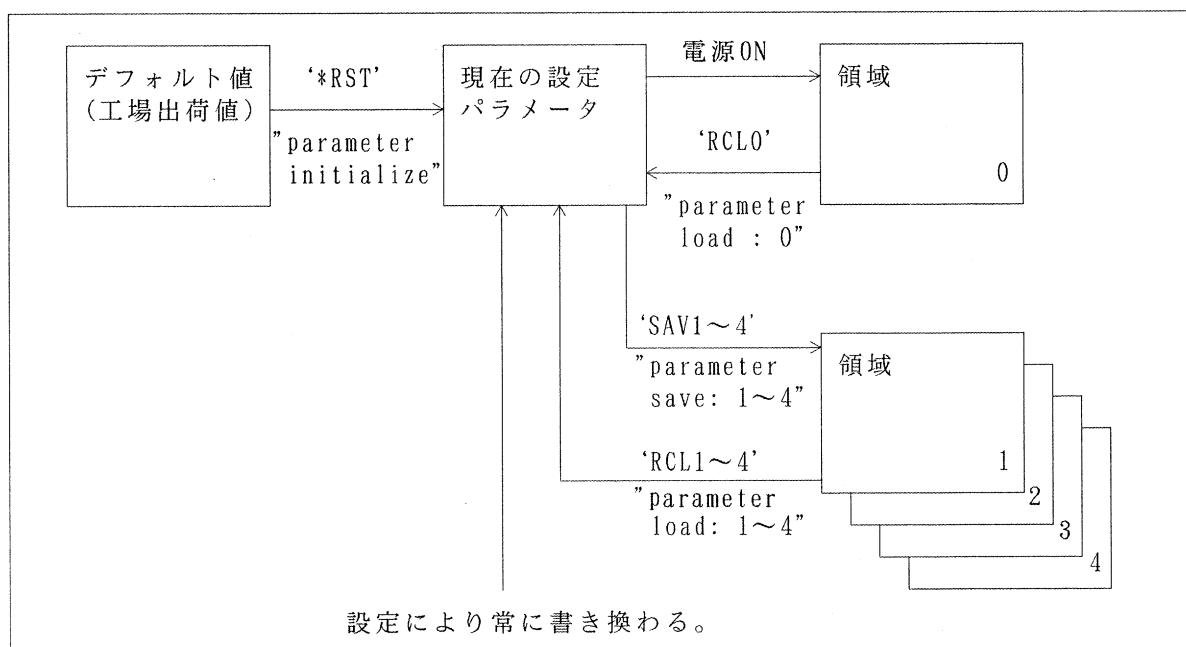 デフォルト値
(工場出荷値)
‘*RST’
"parameter
initialize”
現在の設定
パラメータ
電源ON
‘RCL0’
"parameter
load : 0”
領域
0
‘SAV1～4’
"parameter
save: 1～4”
‘RCL1～4’
"parameter
load: 1～4”
領域
1
2
3
4
設定により常に書き換わる。